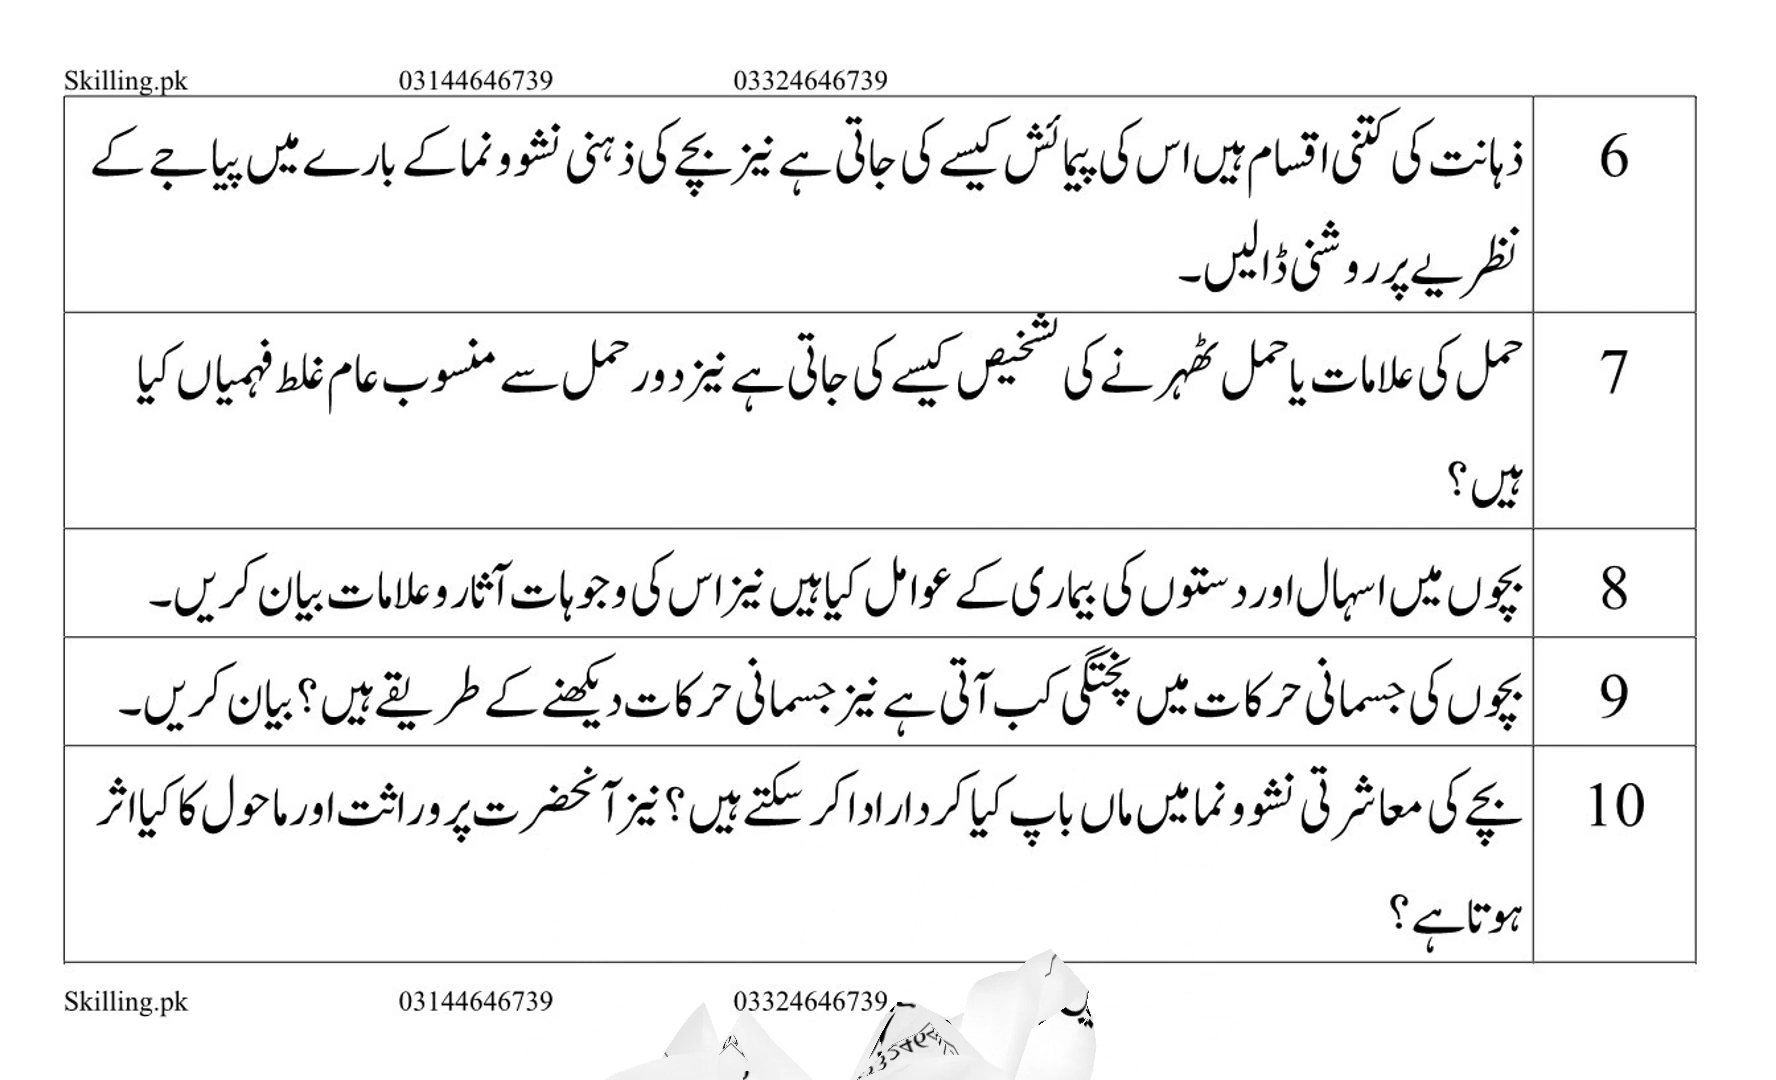 Skilling.pk 03144646739 03324646739
6 ذہانت کی کتنی اقسام ہیں اس کی پیمائش کیسے کی جاتی ہے نیز بچے کی ذہنی نشوونما کے بارے میں پیاجے کے
نظریے پر روشنی ڈالیں۔
7 حمل کی علامات یا حمل ٹھہرنے کی تشخیص کیسے کی جاتی ہے نیز دور حمل سے منسوب عام غلط فہمیاں کیا
ہیں؟
8 بچوں میں اسہال اور دستوں کی بیماری کے عوامل کیا ہیں نیز اس کی وجوہات آثار و علامات بیان کریں۔
9 بچوں کی جسمانی حرکات میں پختگی کب آتی ہے نیز جسمانی حرکات دیکھنے کے طریقے ہیں؟ بیان کریں۔
10 بچے کی معاشرتی نشوونما میں ماں باپ کیا کردار ادا کر سکتے ہیں؟ نیز آنحضرت پر وراثت اور ماحول کا کیا اثر
ہوتا ہے؟
Skilling.pk 03144646739 03324646739